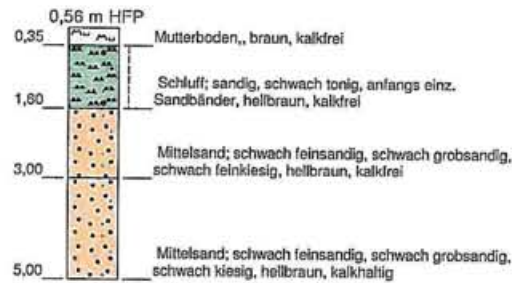 0,56 m HFP
0,35
Mutterboden,, braun, kalkfrei
Schluff; sandig, schwach tonig, anfangs einz.
1,60
Sandbänder, hellbraun, kalkfrei
Mittelsand; schwach feinsandig, schwach grobsandig,
3,00
schwach feinkiesig, hellbraun, kalkfrei
Mittelsand; schwach feinsandig, schwach grobsandig,
5,00
schwach kiesig, hellbraun, kalkhaltig